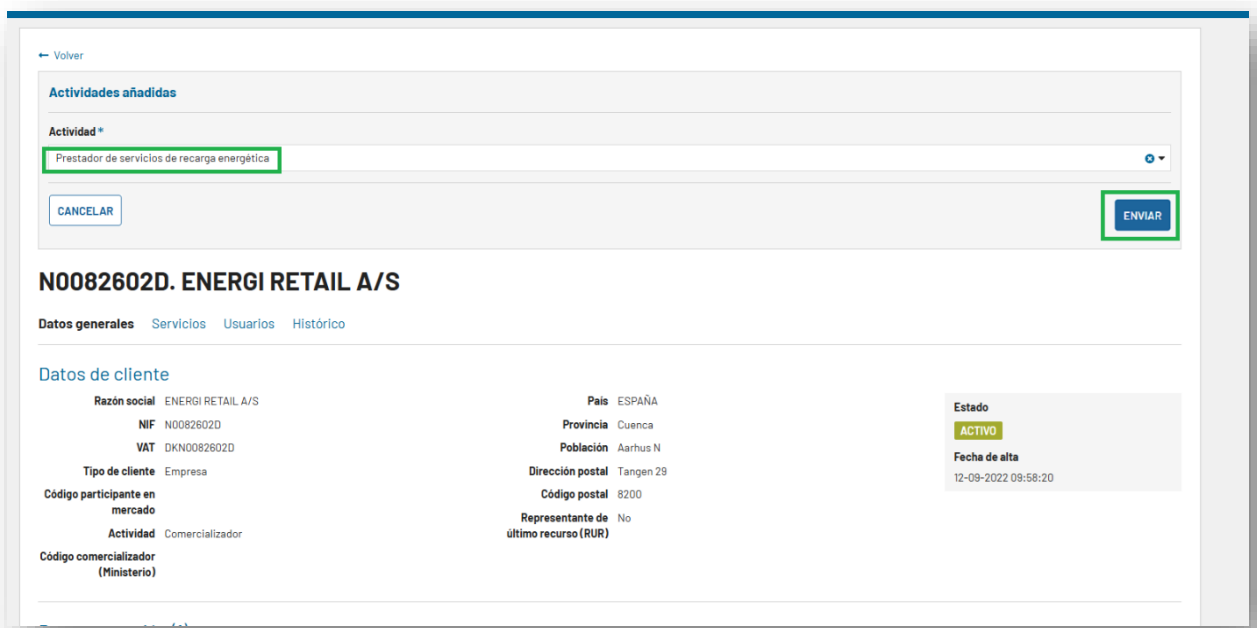 ← Volver
Actividades añadidas
Actividad *
Prestador de servicios de recarga energética
CANCELAR
ENVIAR
N0082602D. ENERGI RETAIL A/S
Datos generales Servicios Usuarios Histórico
Datos de cliente
Razón social ENERGI RETAIL A/S
NIF N0082602D
VAT DKN0082602D
Tipo de cliente Empresa
Código participante en
mercado
Actividad Comercializador
Código comercializador
(Ministerio)
País ESPAÑA
Provincia Cuenca
Población Aarhus N
Dirección postal Tangen 29
Código postal 8200
Representante de No
último recurso (RUR)
Estado
ACTIVO
Fecha de alta
12-09-2022 09:58:20